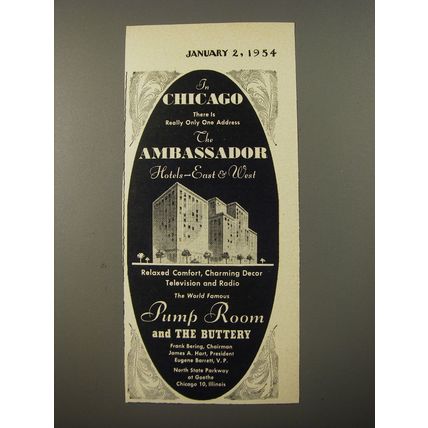 JANUARY 2, 1954
In
CHICAGO
There Is
Really Only One Address
The
AMBASSADOR
Hotels—East & West
Relaxed Comfort, Charming Decor
Television and Radio
The World Famous
Pump Room
and THE BUTTERY
Frank Bering, Chairman
James A. Hart, President
Eugene Barrett, V. P.
North State Parkway
at Goethe
Chicago 10, Illinois